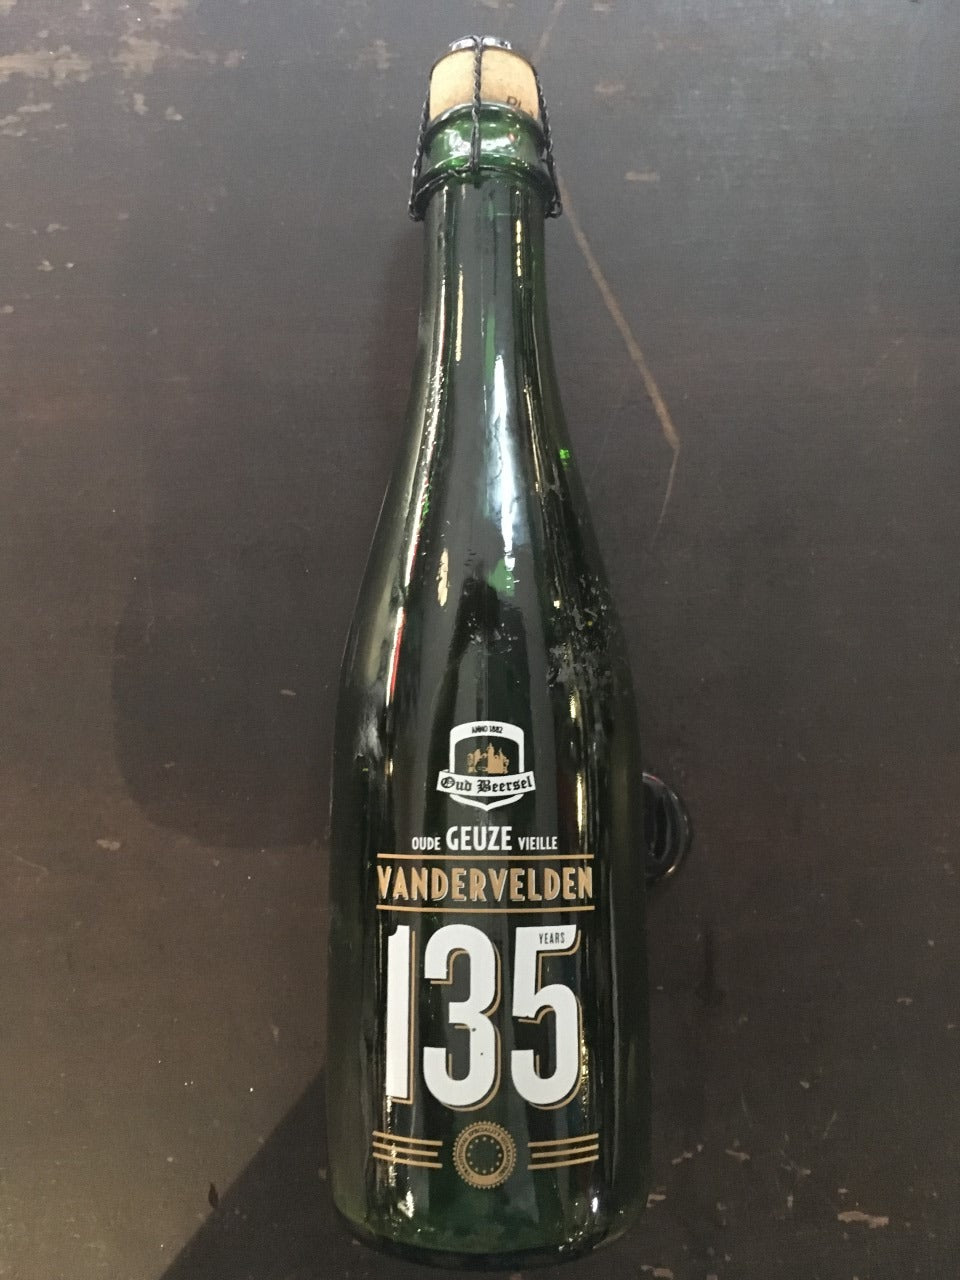 ANNO 1882
Oud Beersel
OUDE GEUZE VIEILLE
VANDERVELDEN
135
YEARS